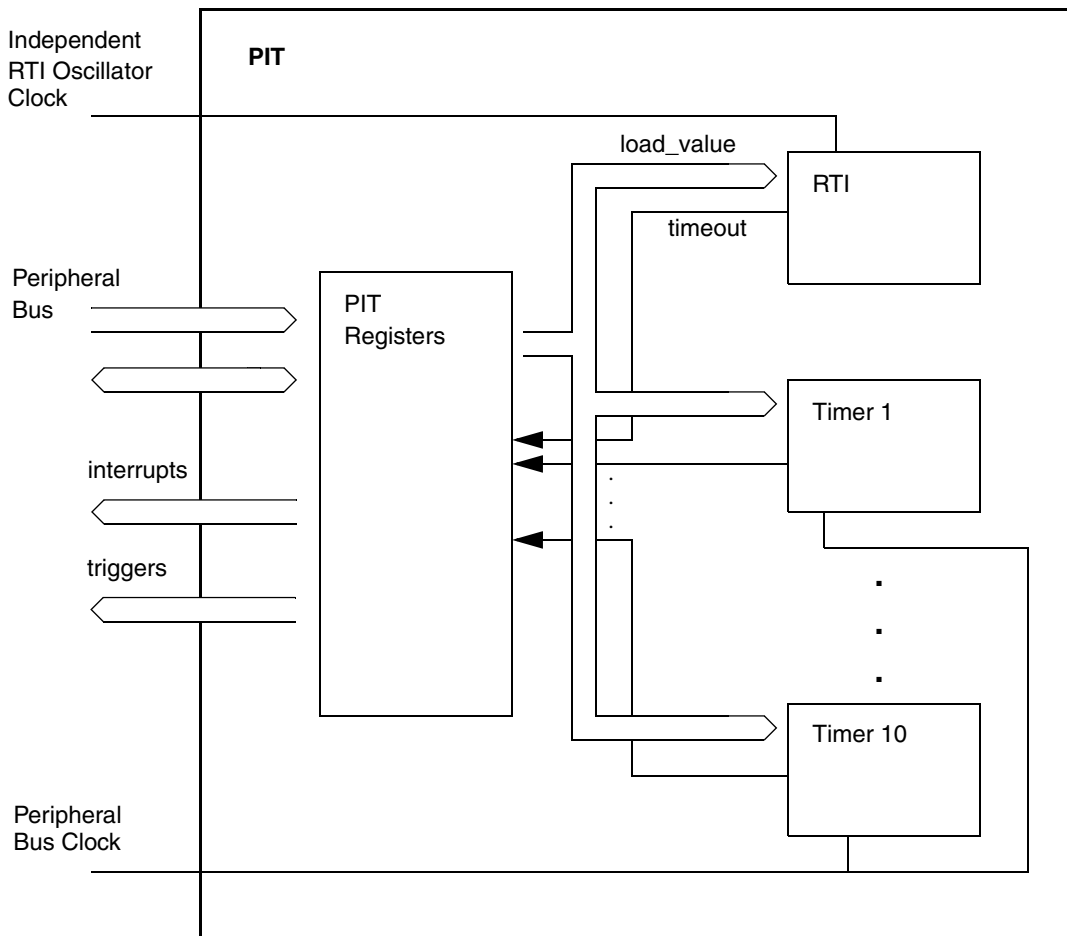 Independent
RTI Oscillator
Clock
PIT
load_value
RTI
timeout
Peripheral
Bus
PIT
Registers
Timer 1
interrupts
triggers
Timer 10
Peripheral
Bus Clock